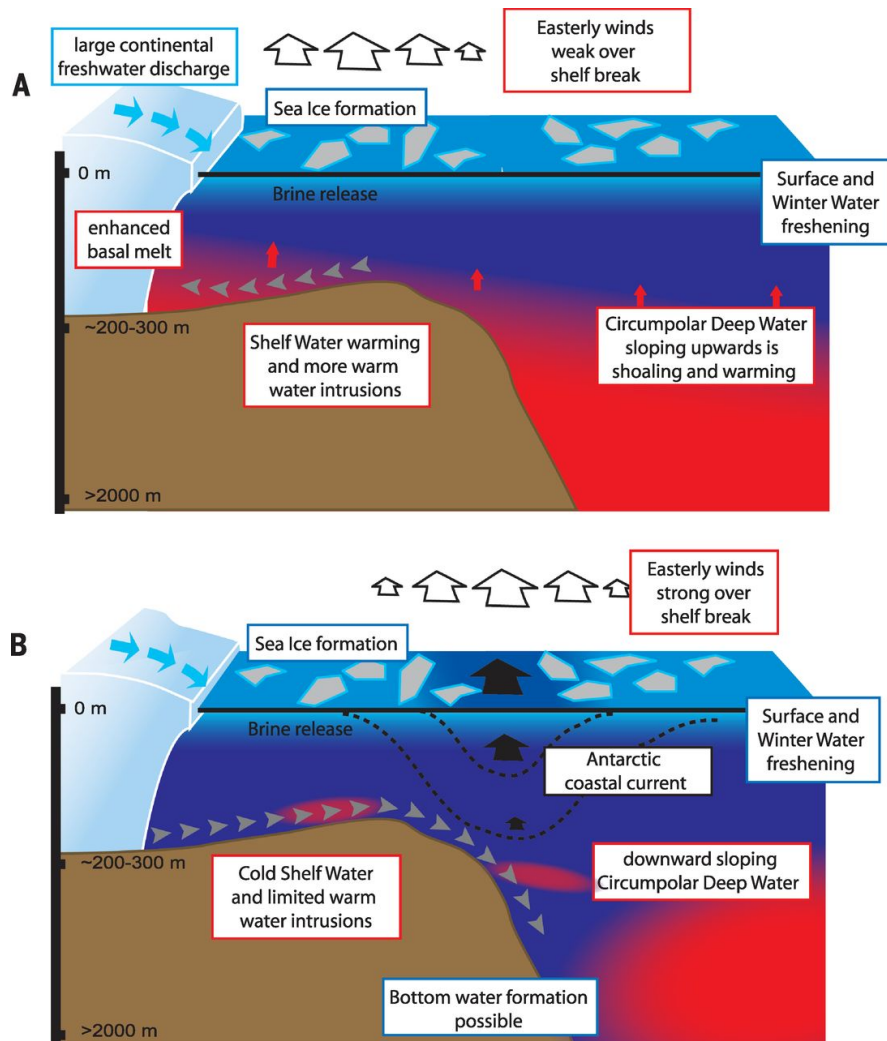 large continental
freshwater discharge
Easterly winds
weak over
shelf break
A
Sea Ice formation
0 m
Brine release
Surface and
Winter Water
freshening
enhanced
basal melt
~200-300 m
Shelf Water warming
and more warm
water intrusions
Circumpolar Deep Water
sloping upwards is
shoaling and warming
>2000 m
Easterly winds
strong over
shelf break
B
Sea Ice formation
0 m
Brine release
Surface and
Winter Water
freshening
Antarctic
coastal current
~200-300 m
Cold Shelf Water
and limited warm
water intrusions
downward sloping
Circumpolar Deep Water
Bottom water formation
possible
>2000 m